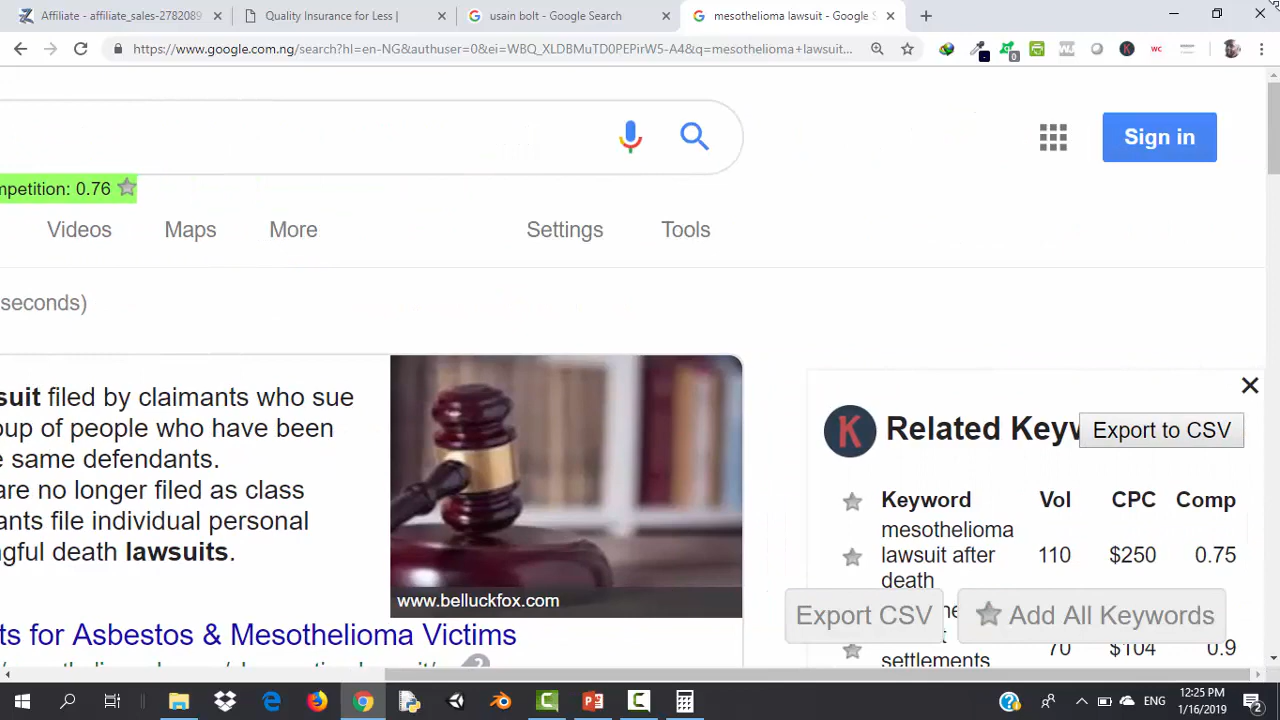 Affiliate - affiliate_sales-2782089
Quality Insurance for Less |
usain bolt - Google Search
mesothelioma lawsuit - Google S
https://www.google.com.ng/search?hl=en-NG&authuser=0&ei=WBQ_XLDBMuTD0PEPirW5-A4&q=mesothelioma+lawsuit...
Sign in
mpetition: 0.76
Videos
Maps
More
Settings
Tools
seconds)
suit filed by claimants who sue
oup of people who have been
e same defendants.
are no longer filed as class
ants file individual personal
ngful death lawsuits.
www.belluckfox.com
ts for Asbestos & Mesothelioma Victims
K Related Keyw
Export to CSV
Keyword Vol CPC Comp
mesothelioma
lawsuit after 110 $250 0.75
death
Export CSV
Add All Keywords
70 $104 0.9
settlements
ENG
12:25 PM
1/16/2019
2